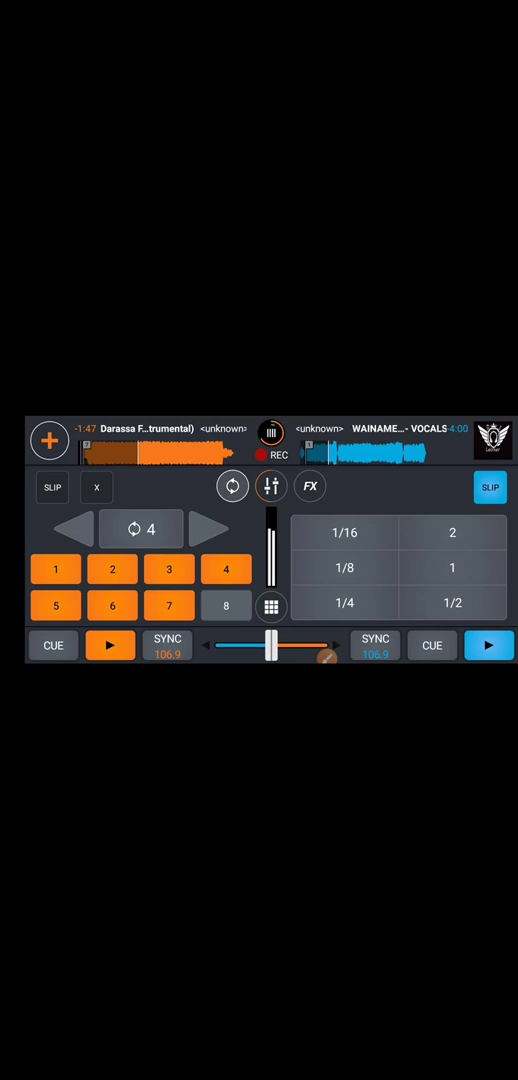 -1:47 Darassa F...trumental) <unknown>
<unknown> WAINAME...- VOCALS -4:00
7
1
REC
SLIP X FX SLIP
4
1 2 3 4
5 6 7 8
1/16 2
1/8 1
1/4 1/2
CUE SYNC 106.9
SYNC 106.9 CUE